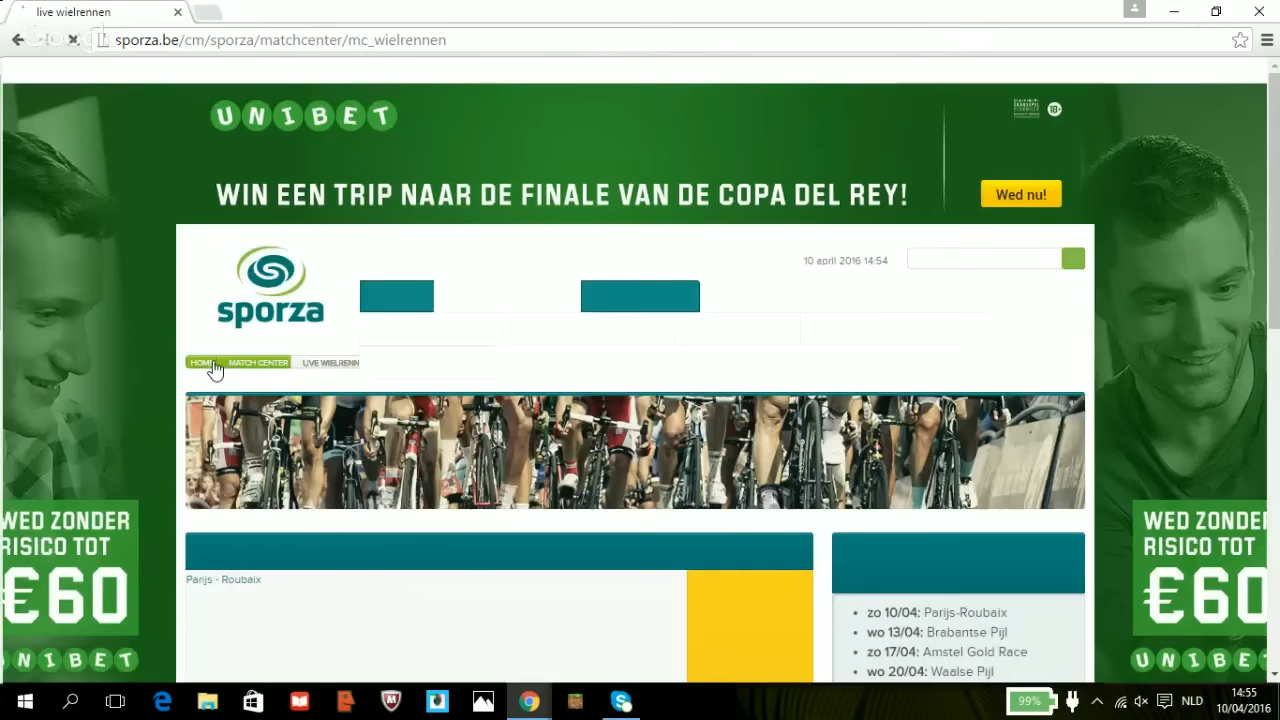 live wielrennen
sporza.be/cm/sporza/matchcenter/mc_wielrennen
UNIBET
18+
WIN EEN TRIP NAAR DE FINALE VAN DE COPA DEL REY!
Wed nu!
sporza
10 april 2016 14:54
HOME MATCH CENTER LIVE WIELRENN
Parijs - Roubaix
zo 10/04: Parijs-Roubaix
wo 13/04: Brabantse Pijl
zo 17/04: Amstel Gold Race
wo 20/04: Waalse Pijl
WED ZONDER
RISICO TOT
€60
NIBET
WED ZONDER
RISICO TOT
€60
UNIBET
99%
NLD
14:55
10/04/2016